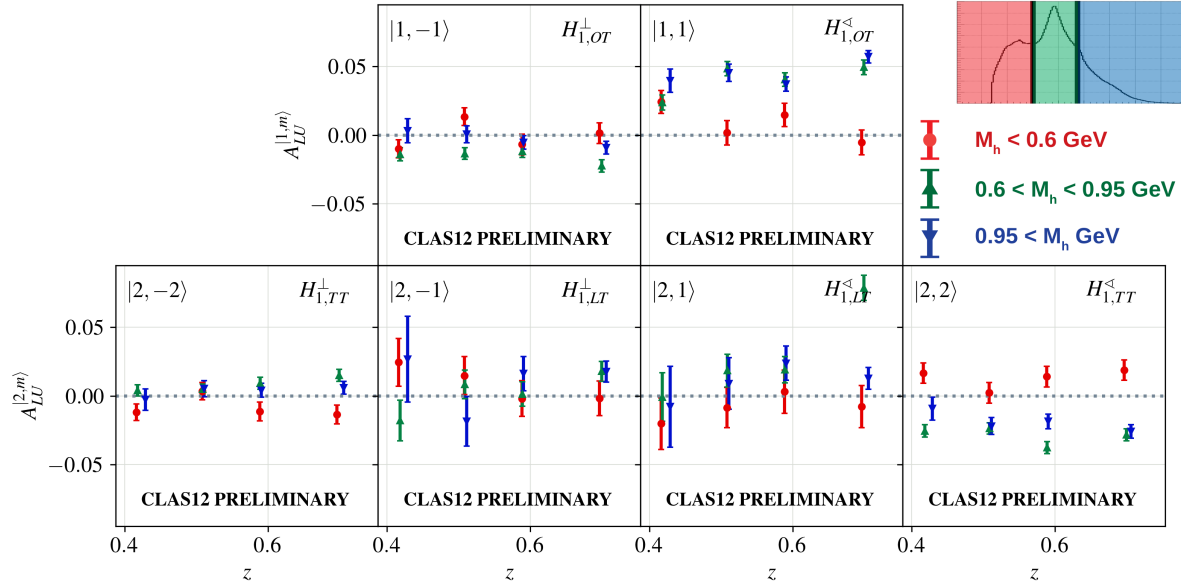 |1, −1⟩ H⊥1,OT |1, 1⟩ H∢1,OT
0.05
0.00
−0.05
A|1,m⟩LU
CLAS12 PRELIMINARY CLAS12 PRELIMINARY
Mh < 0.6 GeV
0.6 < Mh < 0.95 GeV
0.95 < Mh GeV
|2, −2⟩ H⊥1,TT |2, −1⟩ H⊥1,LT |2, 1⟩ H∢1,LT |2, 2⟩ H∢1,TT
0.05
0.00
−0.05
A|2,m⟩LU
CLAS12 PRELIMINARY CLAS12 PRELIMINARY CLAS12 PRELIMINARY CLAS12 PRELIMINARY
0.4 0.6 0.4 0.6 0.4 0.6 0.4 0.6
z z z z